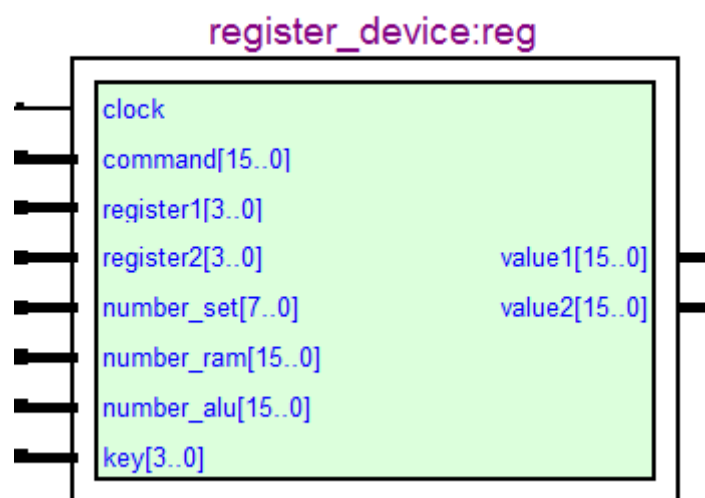 register_device:reg
clock
command[15..0]
register1[3..0]
register2[3..0] value1[15..0]
number_set[7..0] value2[15..0]
number_ram[15..0]
number_alu[15..0]
key[3..0]